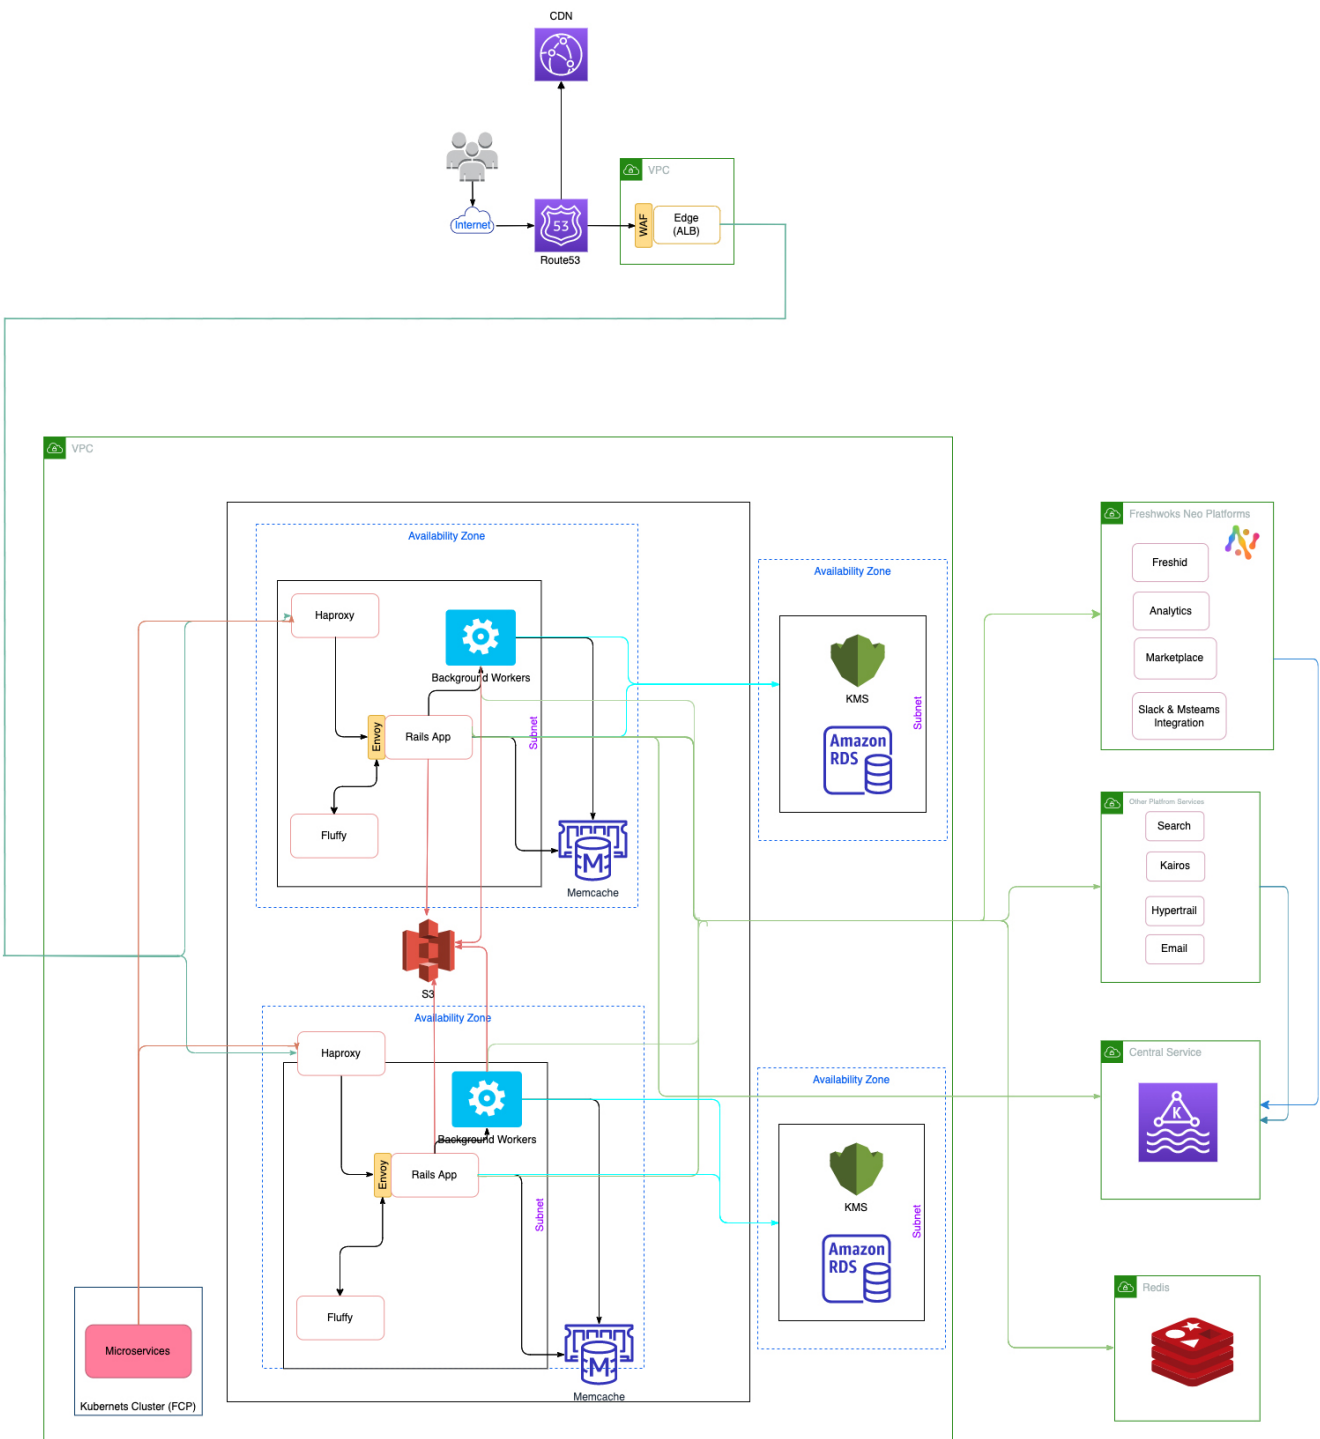 CDN
Internet
53
Route53
VPC
WAF
Edge
(ALB)
VPC
Availability Zone
Haproxy
Background Workers
Envoy
Rails App
Subnet
Fluffy
M
Memcache
Availability Zone
KMS
Subnet
Amazon
RDS
S3
Availability Zone
Haproxy
Background Workers
Envoy
Rails App
Subnet
Fluffy
M
Memcache
Availability Zone
KMS
Subnet
Amazon
RDS
Microservices
Kubernets Cluster (FCP)
Freshwoks Neo Platforms
Freshid
Analytics
Marketplace
Slack & Msteams
Integration
Other Platfrom Services
Search
Kairos
Hypertrail
Email
Central Service
K
Redis